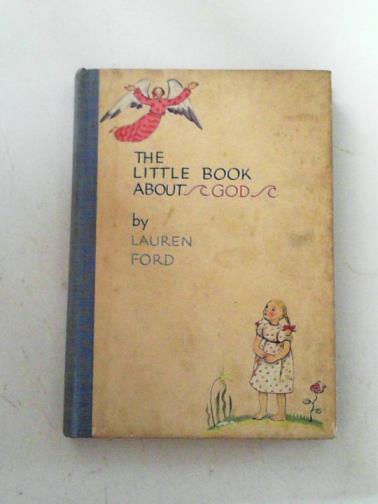 THE
LITTLE BOOK
ABOUT GOD
by
LAUREN
FORD